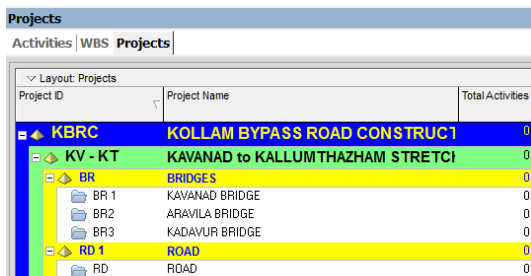 Projects
Activities WBS Projects
Layout: Projects
Project ID Project Name Total Activities
KBRC KOLLAM BYPASS ROAD CONSTRUCT 0
KV - KT KAVANAD to KALLUMTHAZHAM STRETCH 0
BR BRIDGES 0
BR 1 KAVANAD BRIDGE 0
BR2 ARAVILA BRIDGE 0
BR3 KADAVUR BRIDGE 0
RD 1 ROAD 0
RD ROAD 0